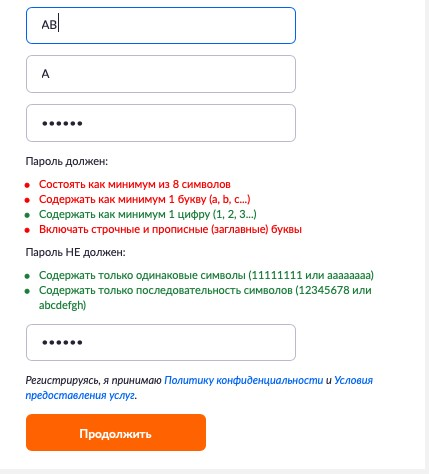 AB
A
••••••
Пароль должен:
• Состоять как минимум из 8 символов
• Содержать как минимум 1 букву (a, b, c...)
• Содержать как минимум 1 цифру (1, 2, 3...)
• Включать строчные и прописные (заглавные) буквы
Пароль НЕ должен:
• Содержать только одинаковые символы (11111111 или aaaaaaaa)
• Содержать только последовательность символов (12345678 или
abcdefgh)
••••••
Регистрируясь, я принимаю Политику конфиденциальности и Условия
предоставления услуг.
Продолжить